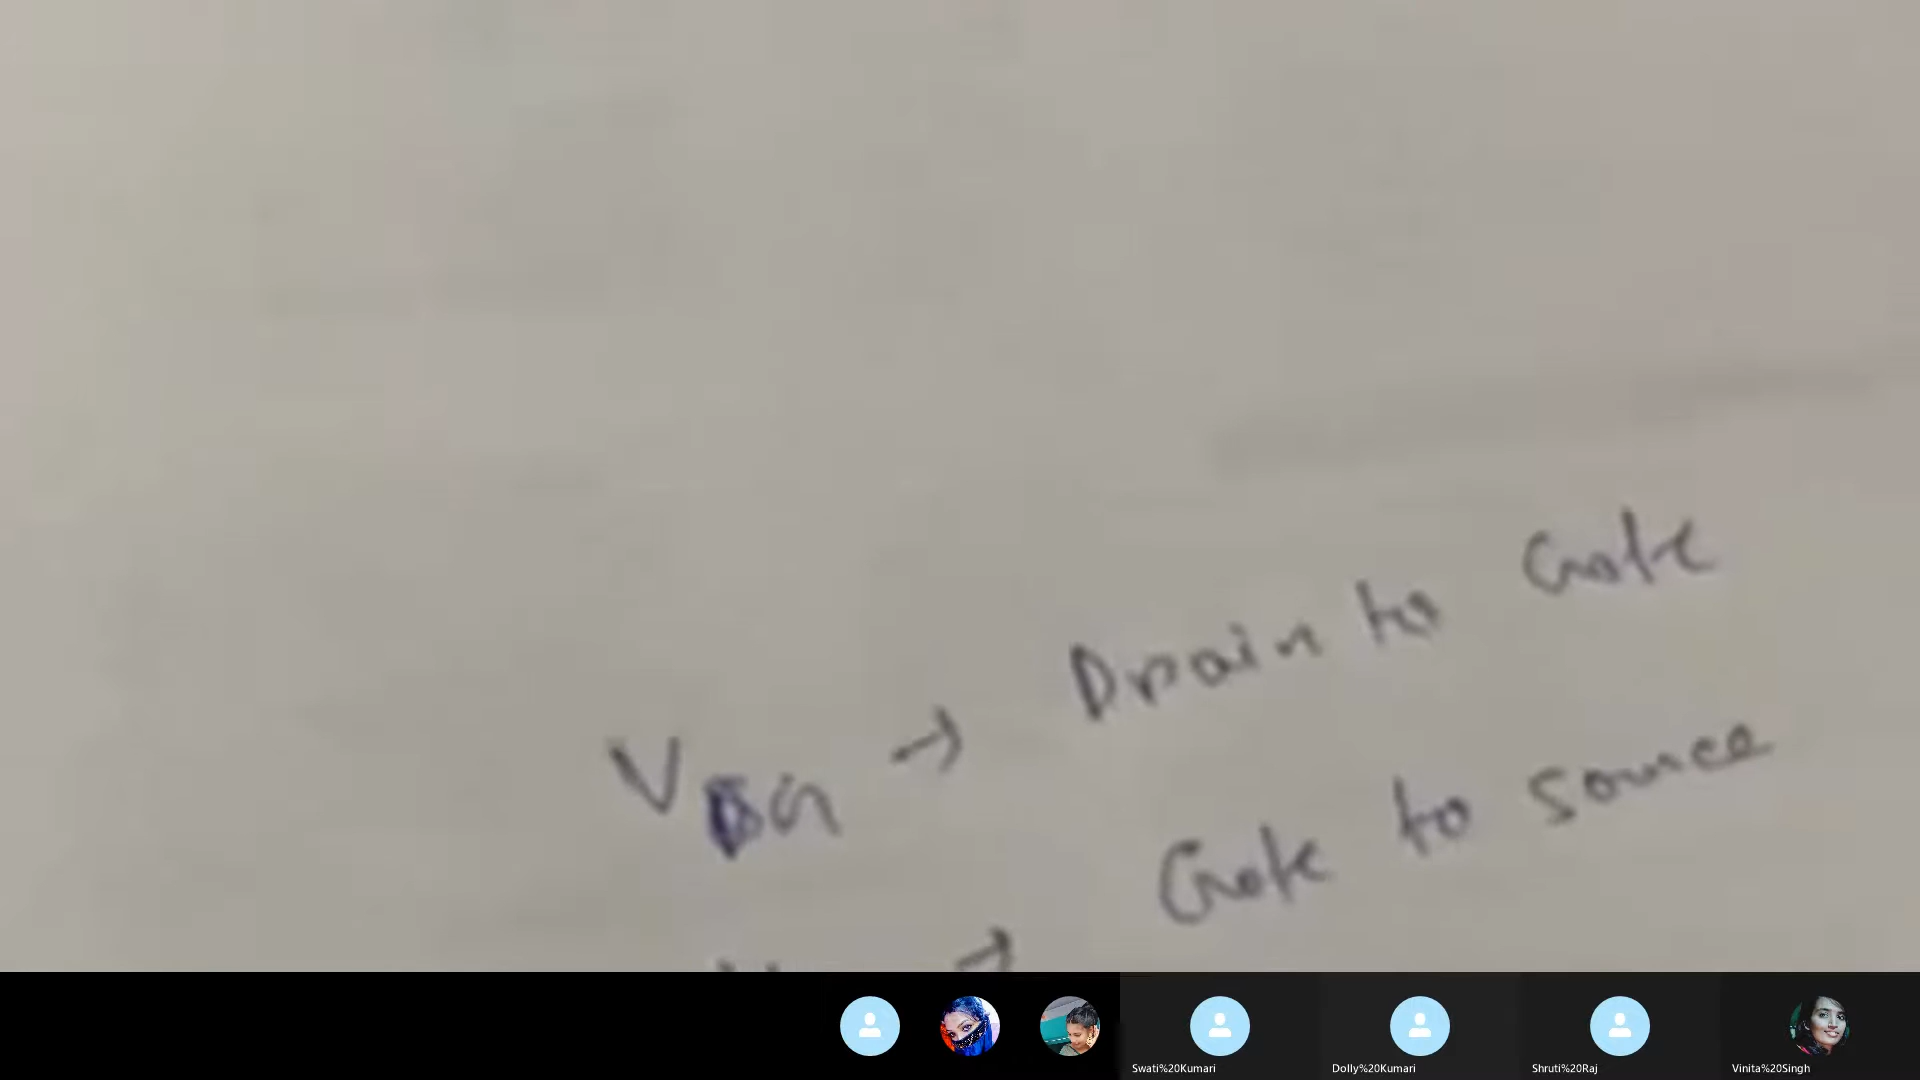 VDG → Drain to Gate
→ Gate to Source
Swati%20Kumari
Dolly%20Kumari
Shruti%20Raj
Vinita%20Singh